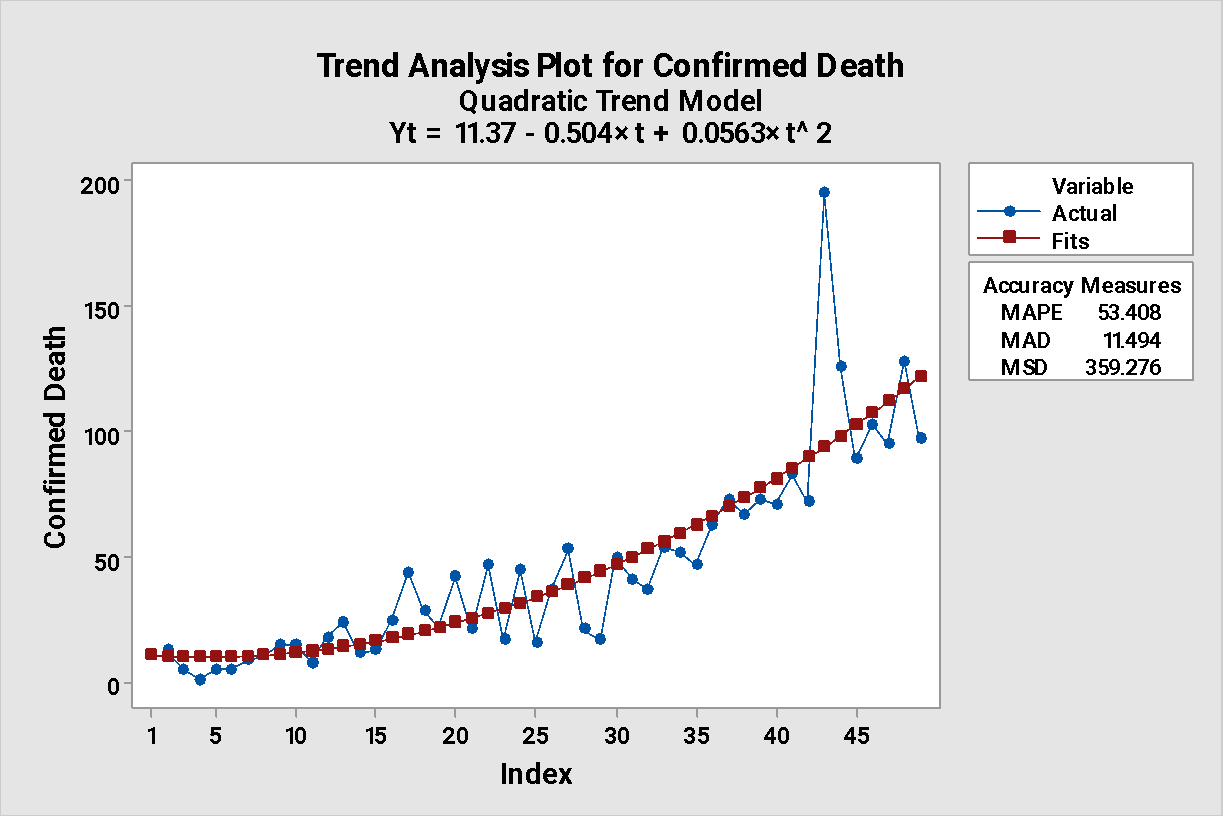 Trend Analysis Plot for Confirmed Death
Quadratic Trend Model
Yt = 11.37 - 0.504× t + 0.0563× t^ 2
Variable
Actual
Fits
Accuracy Measures
MAPE 53.408
MAD 11.494
MSD 359.276
Confirmed Death
200
150
100
50
0
1 5 10 15 20 25 30 35 40 45
Index